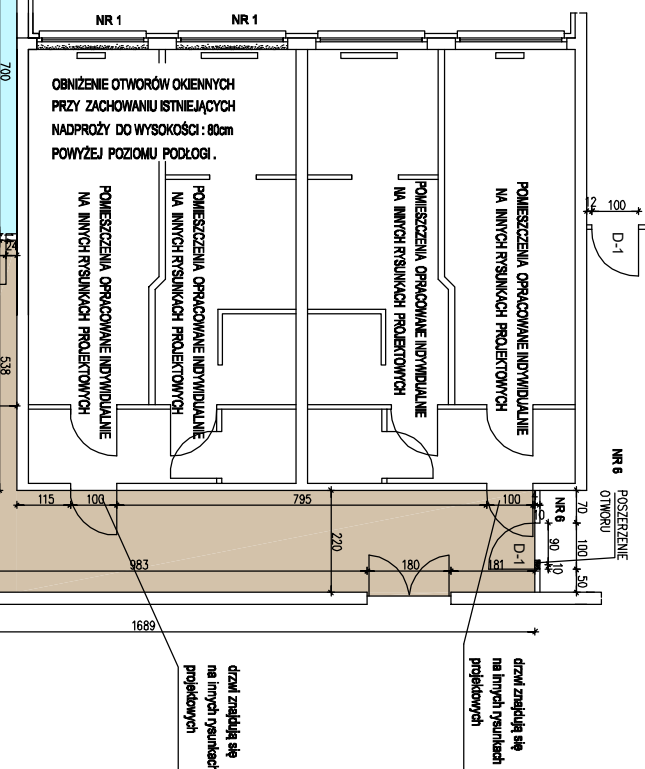 NR 1
NR 1
OBNIŻENIE OTWORÓW OKIENNYCH
PRZY ZACHOWANIU ISTNIEJĄCYCH
NADPROŻY DO WYSOKOŚCI : 80cm
POWYŻEJ POZIOMU PODŁOGI .
POMIESZCZENIA OPRACOWANE INDYWIDUALNIE
NA INNYCH RYSUNKACH PROJEKTOWYCH
POMIESZCZENIA OPRACOWANE INDYWIDUALNIE
NA INNYCH RYSUNKACH PROJEKTOWYCH
POMIESZCZENIA OPRACOWANE INDYWIDUALNIE
NA INNYCH RYSUNKACH PROJEKTOWYCH
POMIESZCZENIA OPRACOWANE INDYWIDUALNIE
NA INNYCH RYSUNKACH PROJEKTOWYCH
700
24
538
12 100
D-1
NR 6
POSZERZENIE
OTWORU
NR 6
115 100 795 100
10
70
100
50
90
10
D-1
220
983 180 181
1689
drzwi znajdują się
na innych rysunkach
projektowych
drzwi znajdują się
na innych rysunkach
projektowych